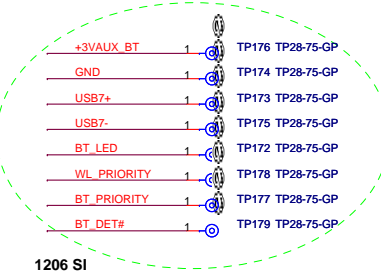 +3VAUX_BT 1 TP176 TP28-75-GP
GND 1 TP174 TP28-75-GP
USB7+ 1 TP173 TP28-75-GP
USB7- 1 TP175 TP28-75-GP
BT_LED 1 TP172 TP28-75-GP
WL_PRIORITY 1 TP178 TP28-75-GP
BT_PRIORITY 1 TP177 TP28-75-GP
BT_DET# 1 TP179 TP28-75-GP
1206 SI